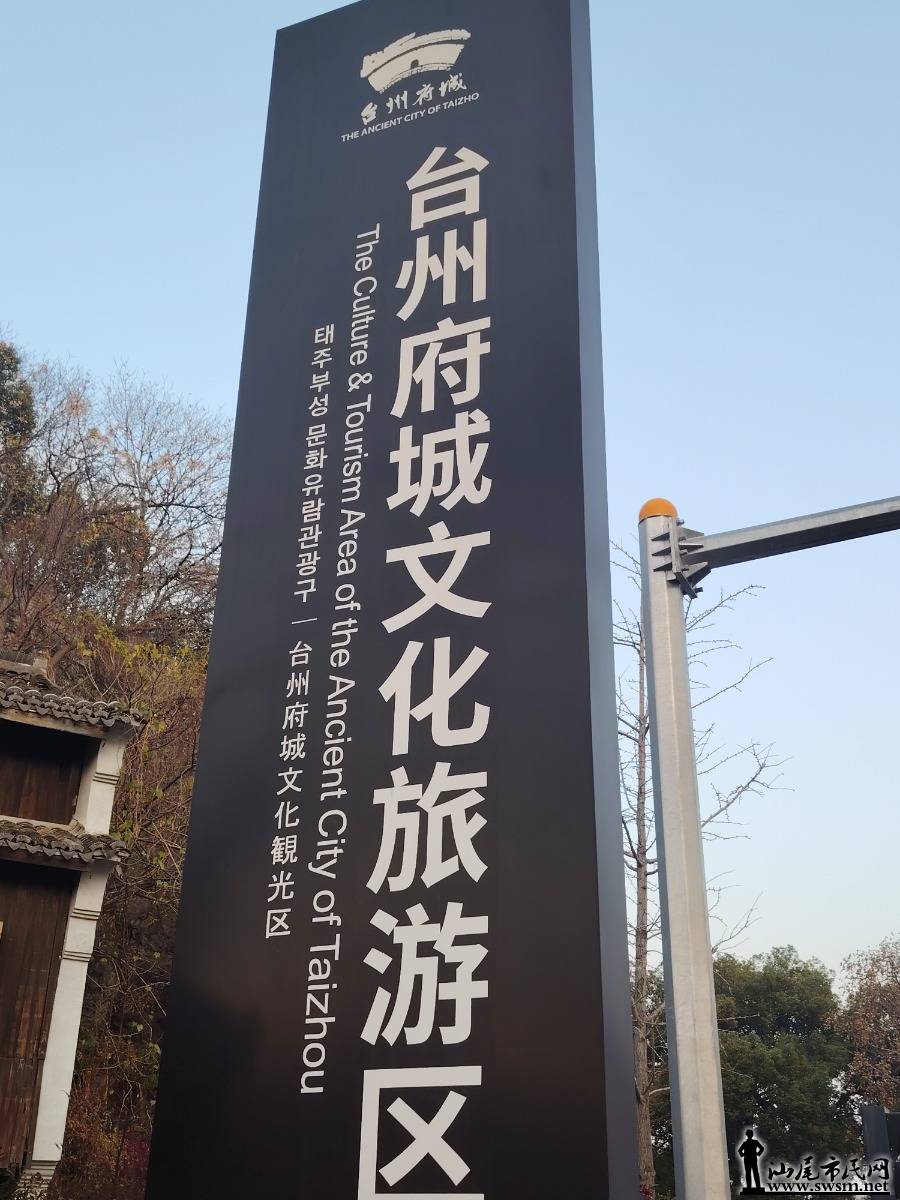 台州府城
THE ANCIENT CITY OF TAIZHO
台州府城文化旅游区
The Culture & Tourism Area of the Ancient City of Taizhou
태주부성 문화유람관광구 | 台州府城文化観光区
汕尾市民网
www.swsm.net